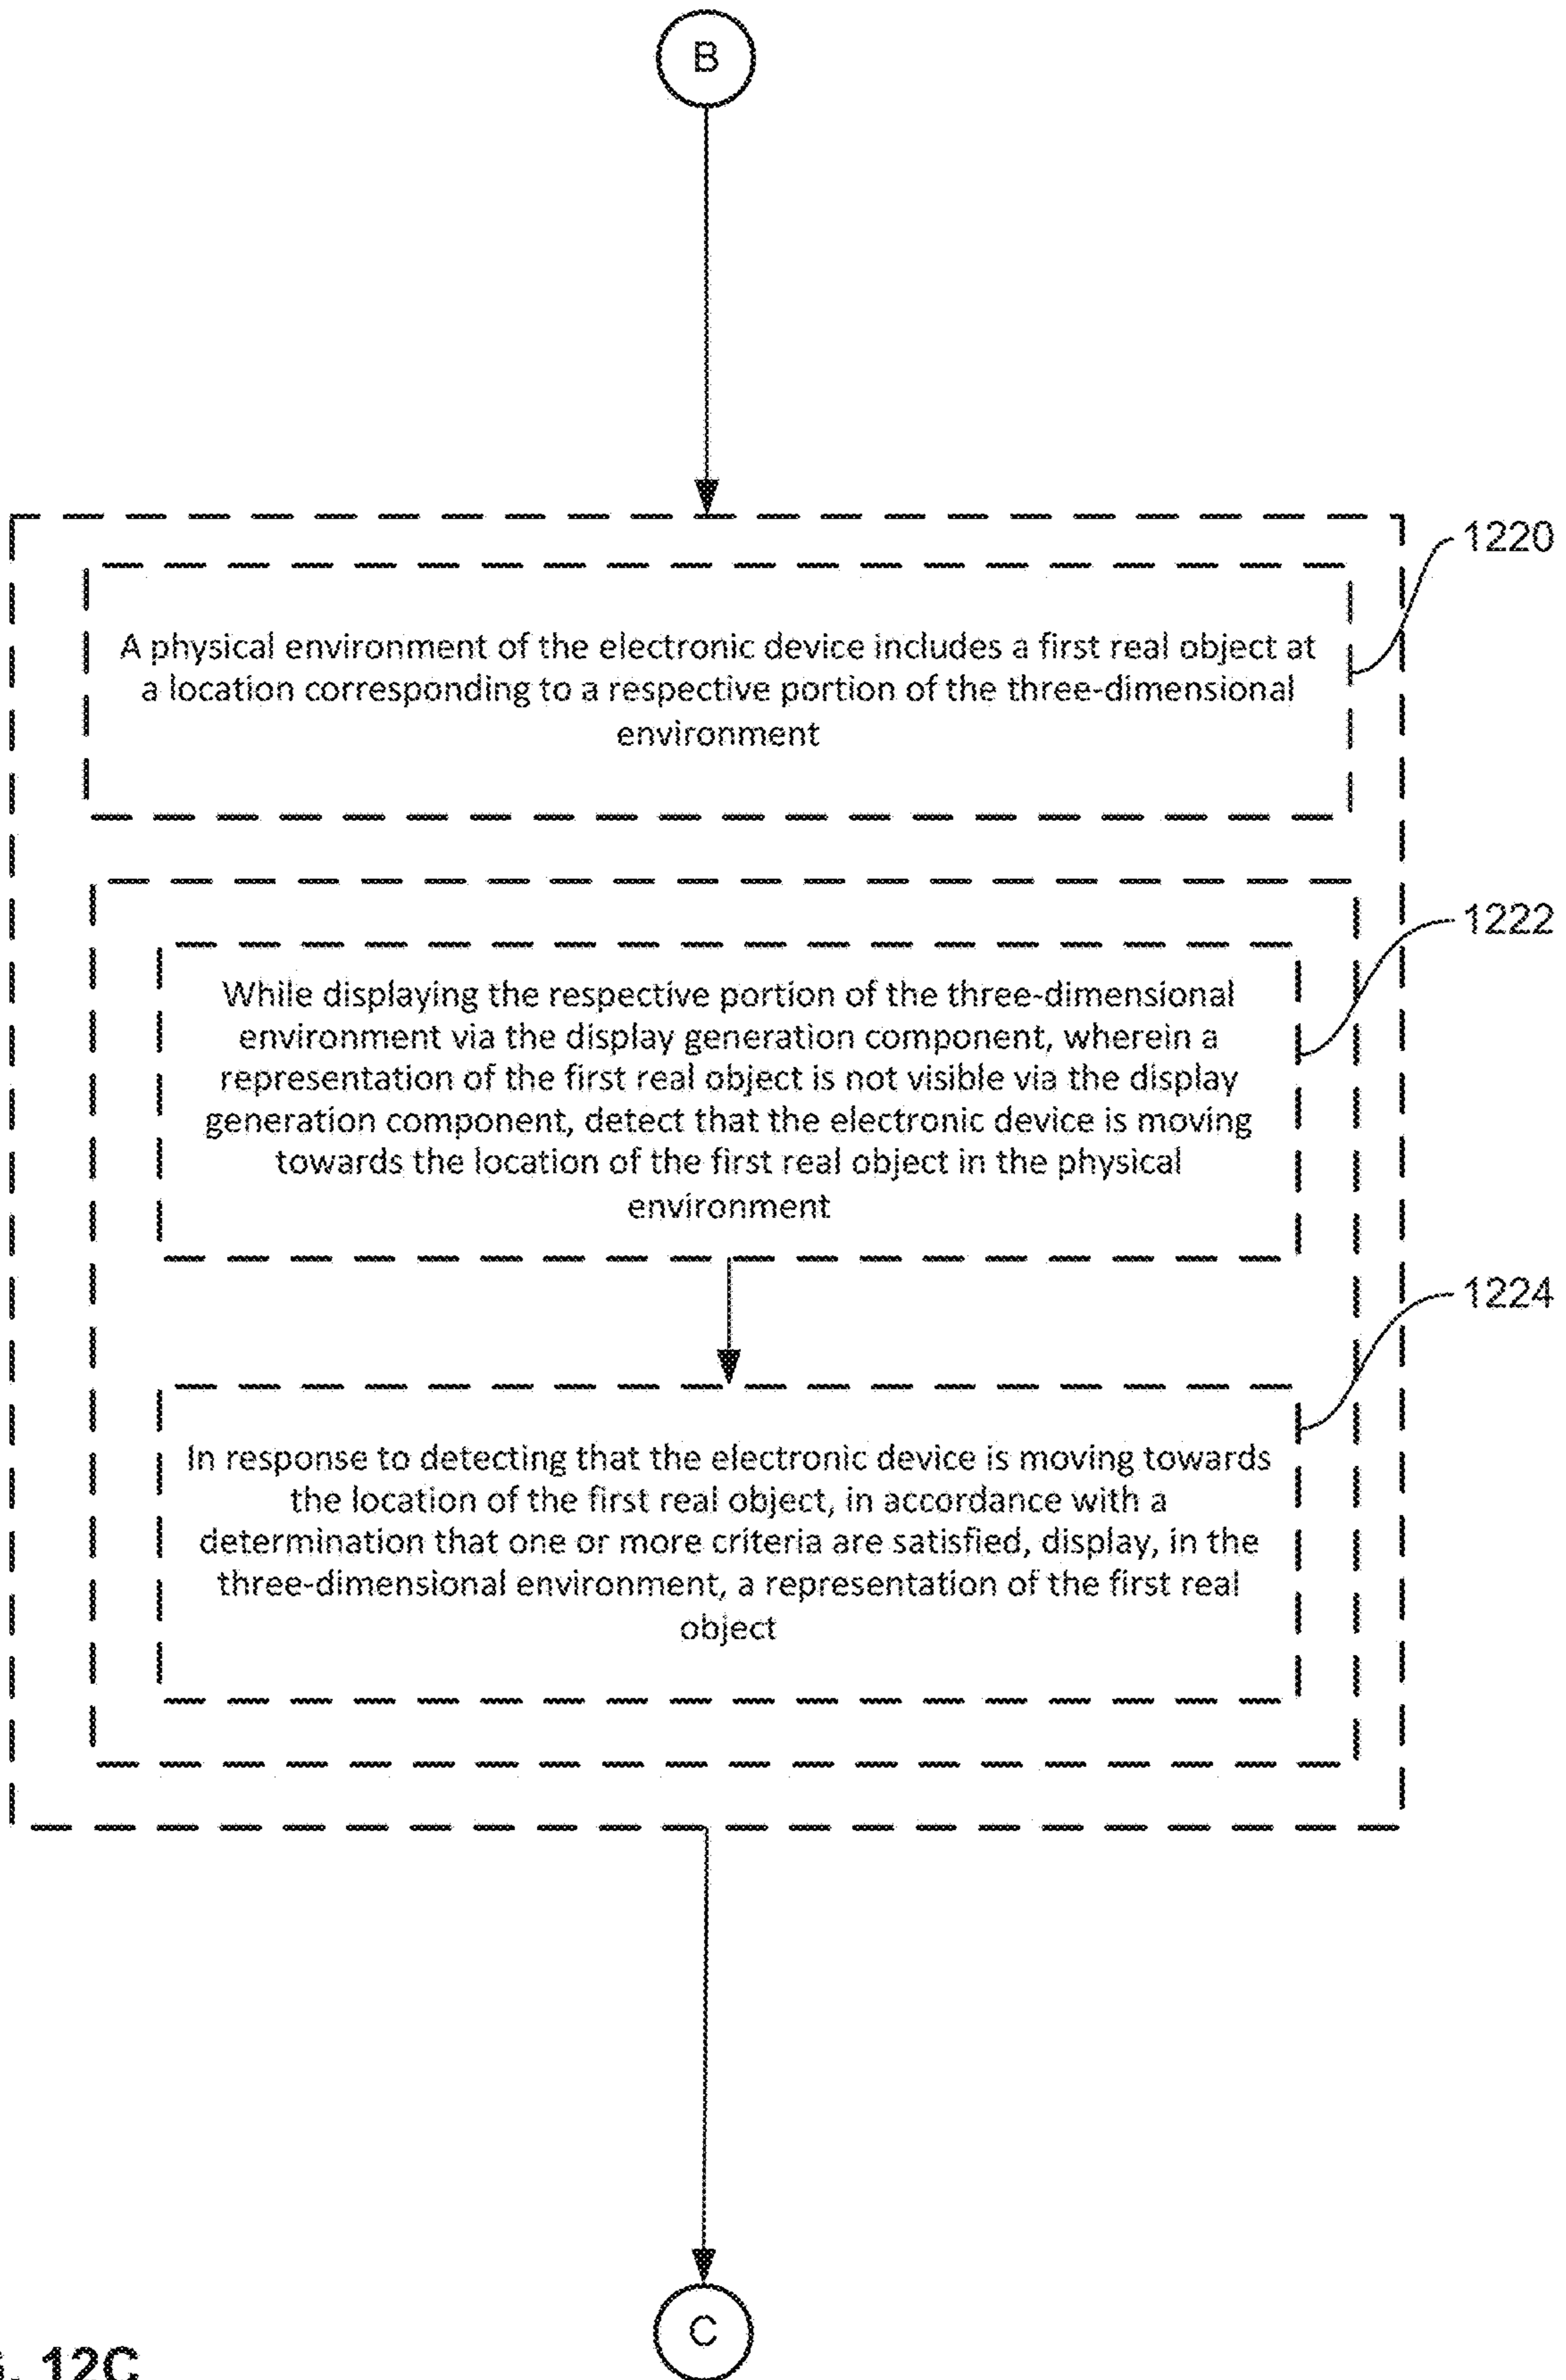 B
1220
A physical environment of the electronic device includes a first real object at
a location corresponding to a respective portion of the three-dimensional
environment
1222
While displaying the respective portion of the three-dimensional
environment via the display generation component, wherein a
representation of the first real object is not visible via the display
generation component, detect that the electronic device is moving
towards the location of the first real object in the physical
environment
1224
In response to detecting that the electronic device is moving towards
the location of the first real object, in accordance with a
determination that one or more criteria are satisfied, display, in the
three-dimensional environment, a representation of the first real
object
C
12C